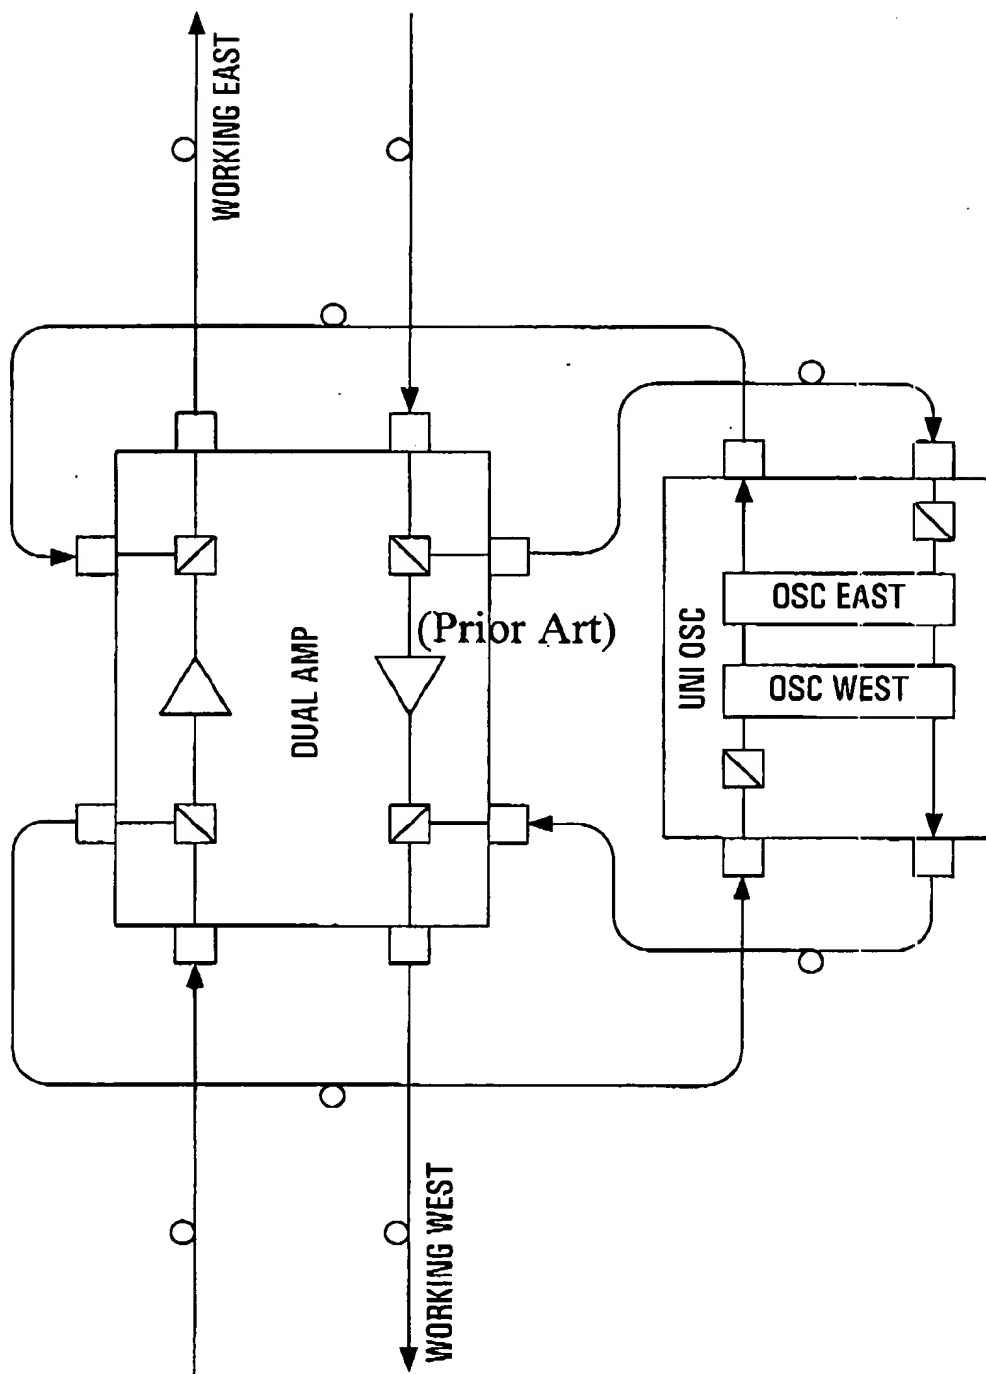 WORKING EAST
(Prior Art)
DUAL AMP
UNI OSC
OSC EAST
OSC WEST
WORKING WEST